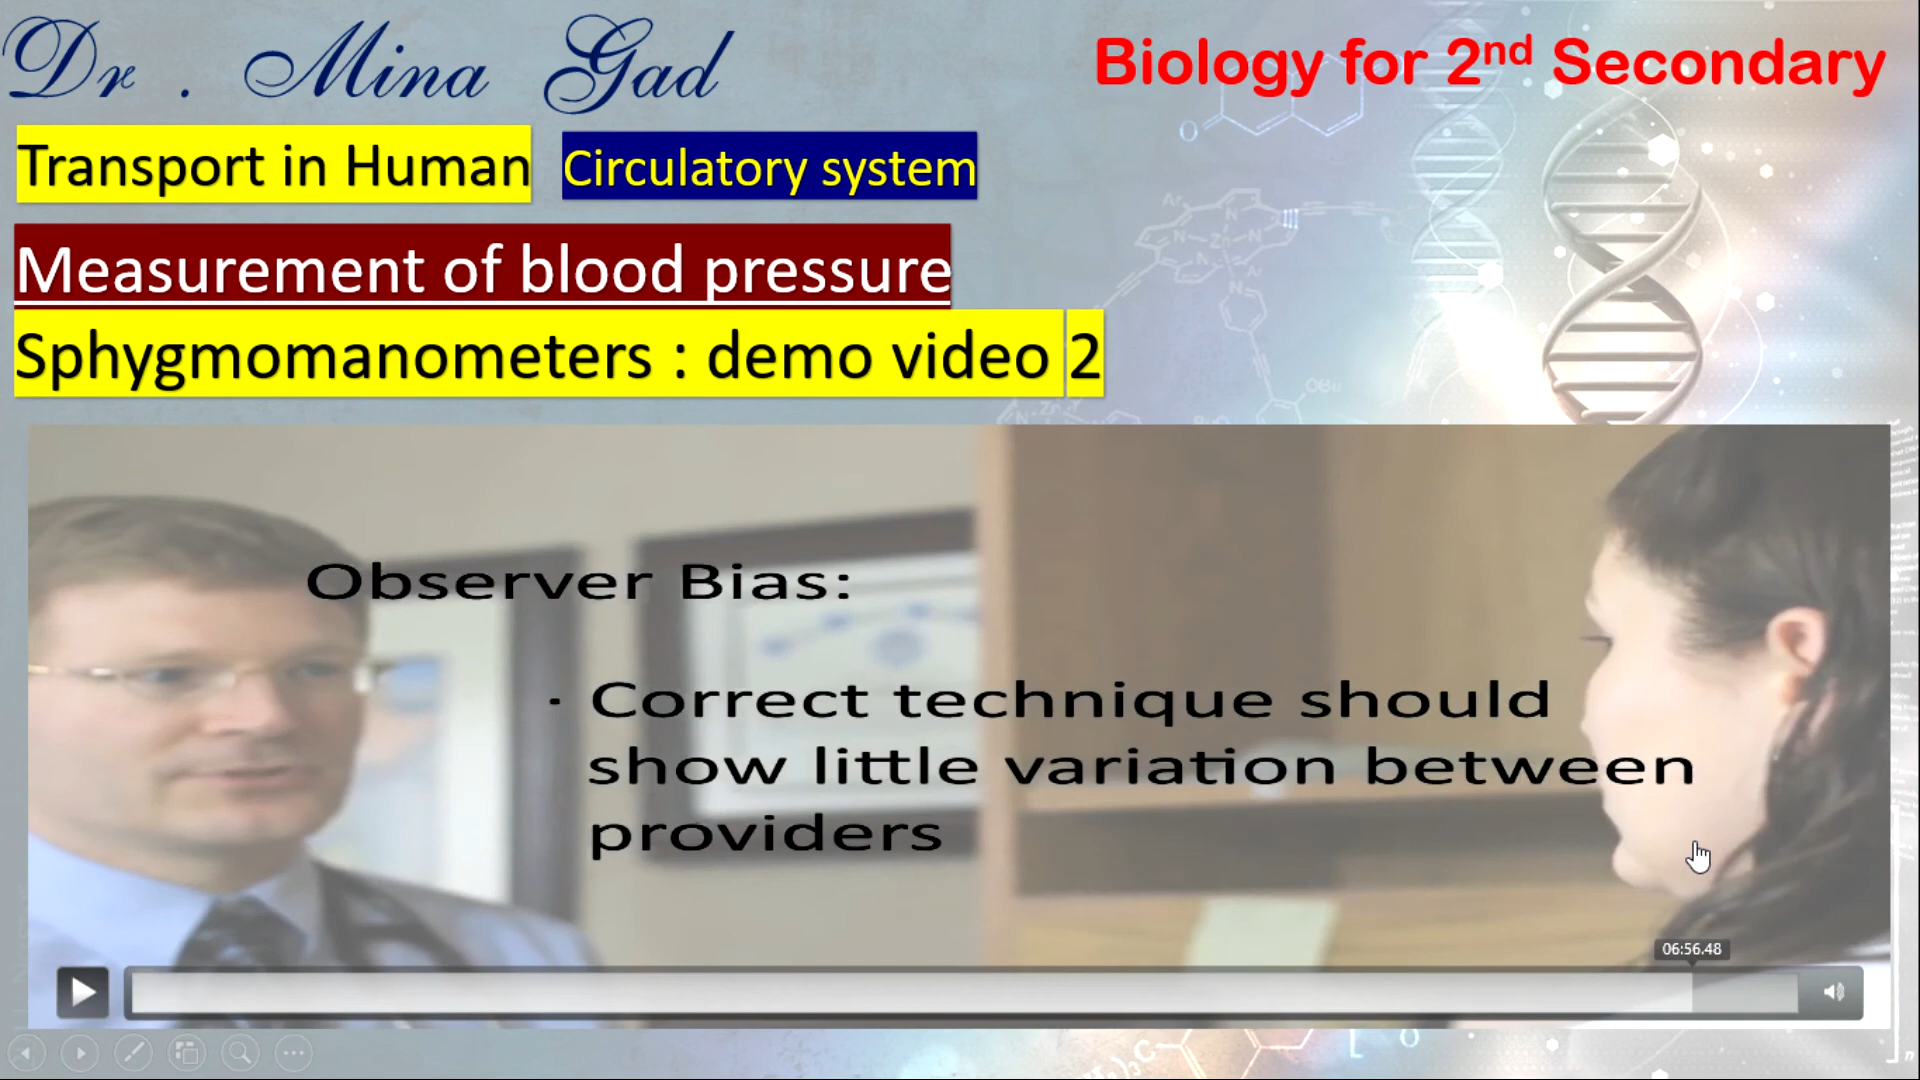 Dr . Mina Gad
Biology for 2nd Secondary
Transport in Human
Circulatory system
Measurement of blood pressure
Sphygmomanometers : demo video 2
Observer Bias:
· Correct technique should
show little variation between
providers
06:56.48